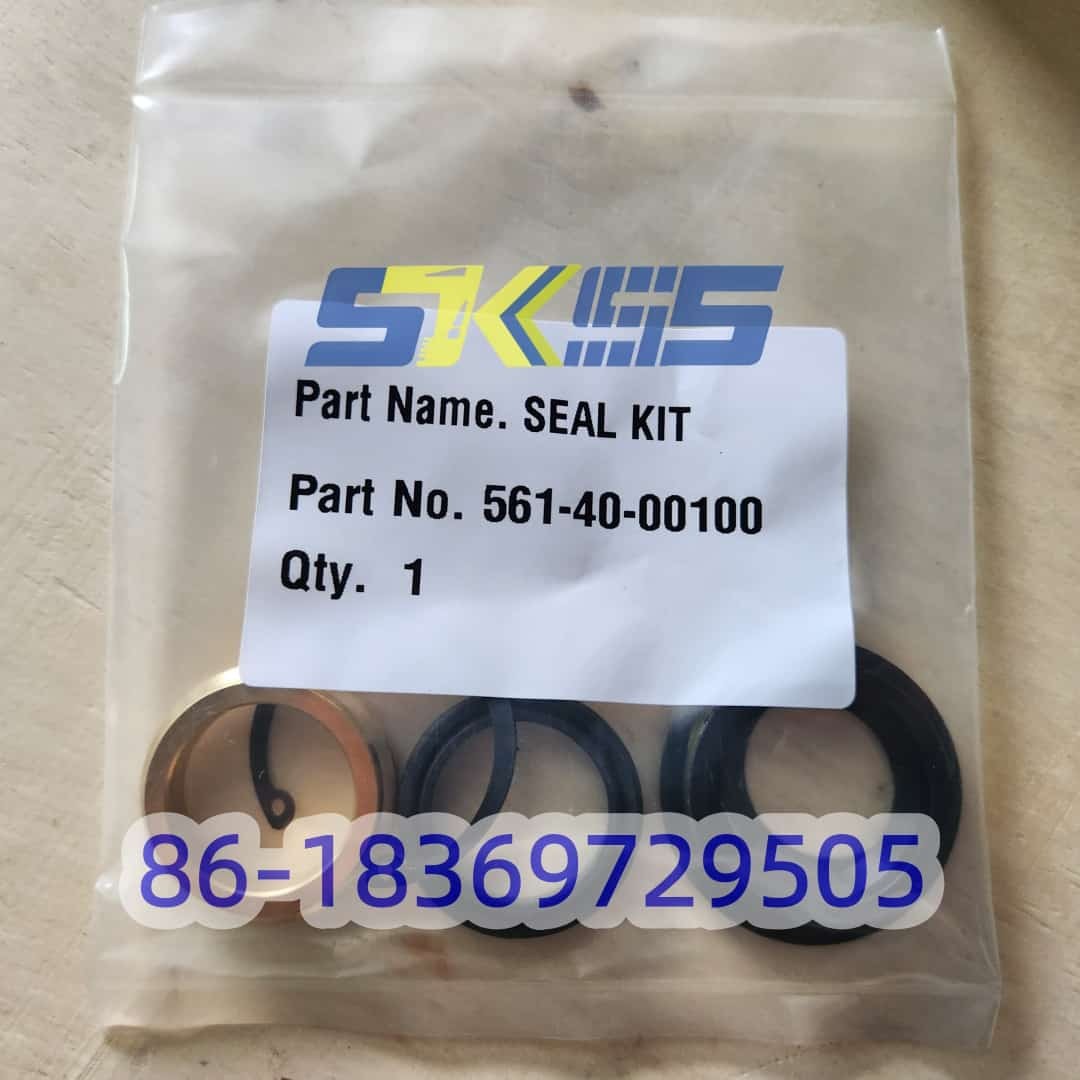 SKSS
Part Name. SEAL KIT
Part No. 561-40-00100
Qty. 1
86-18369729505